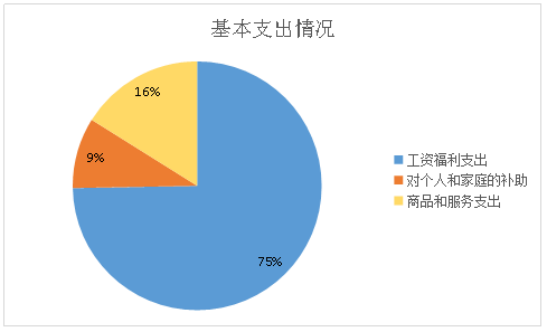 基本支出情况
16%
9%
75%
工资福利支出
对个人和家庭的补助
商品和服务支出